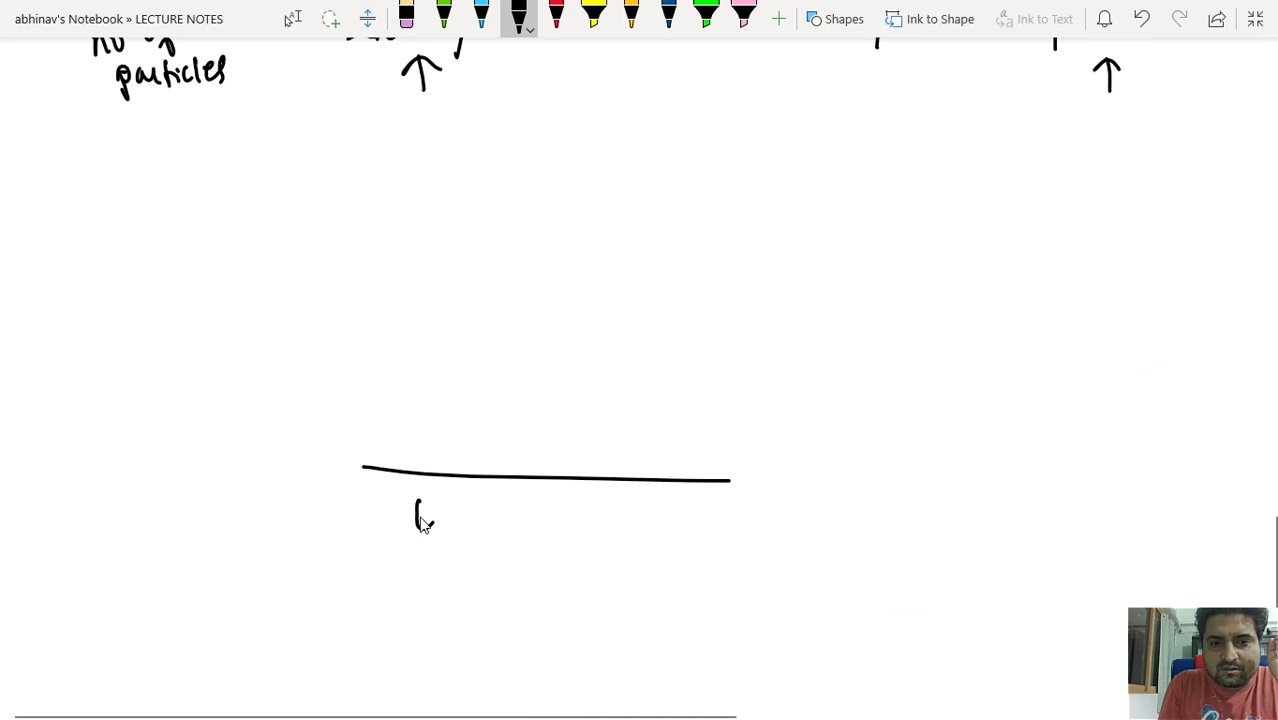 abhinav's Notebook » LECTURE NOTES
Shapes
Ink to Shape
Ink to Text
particles